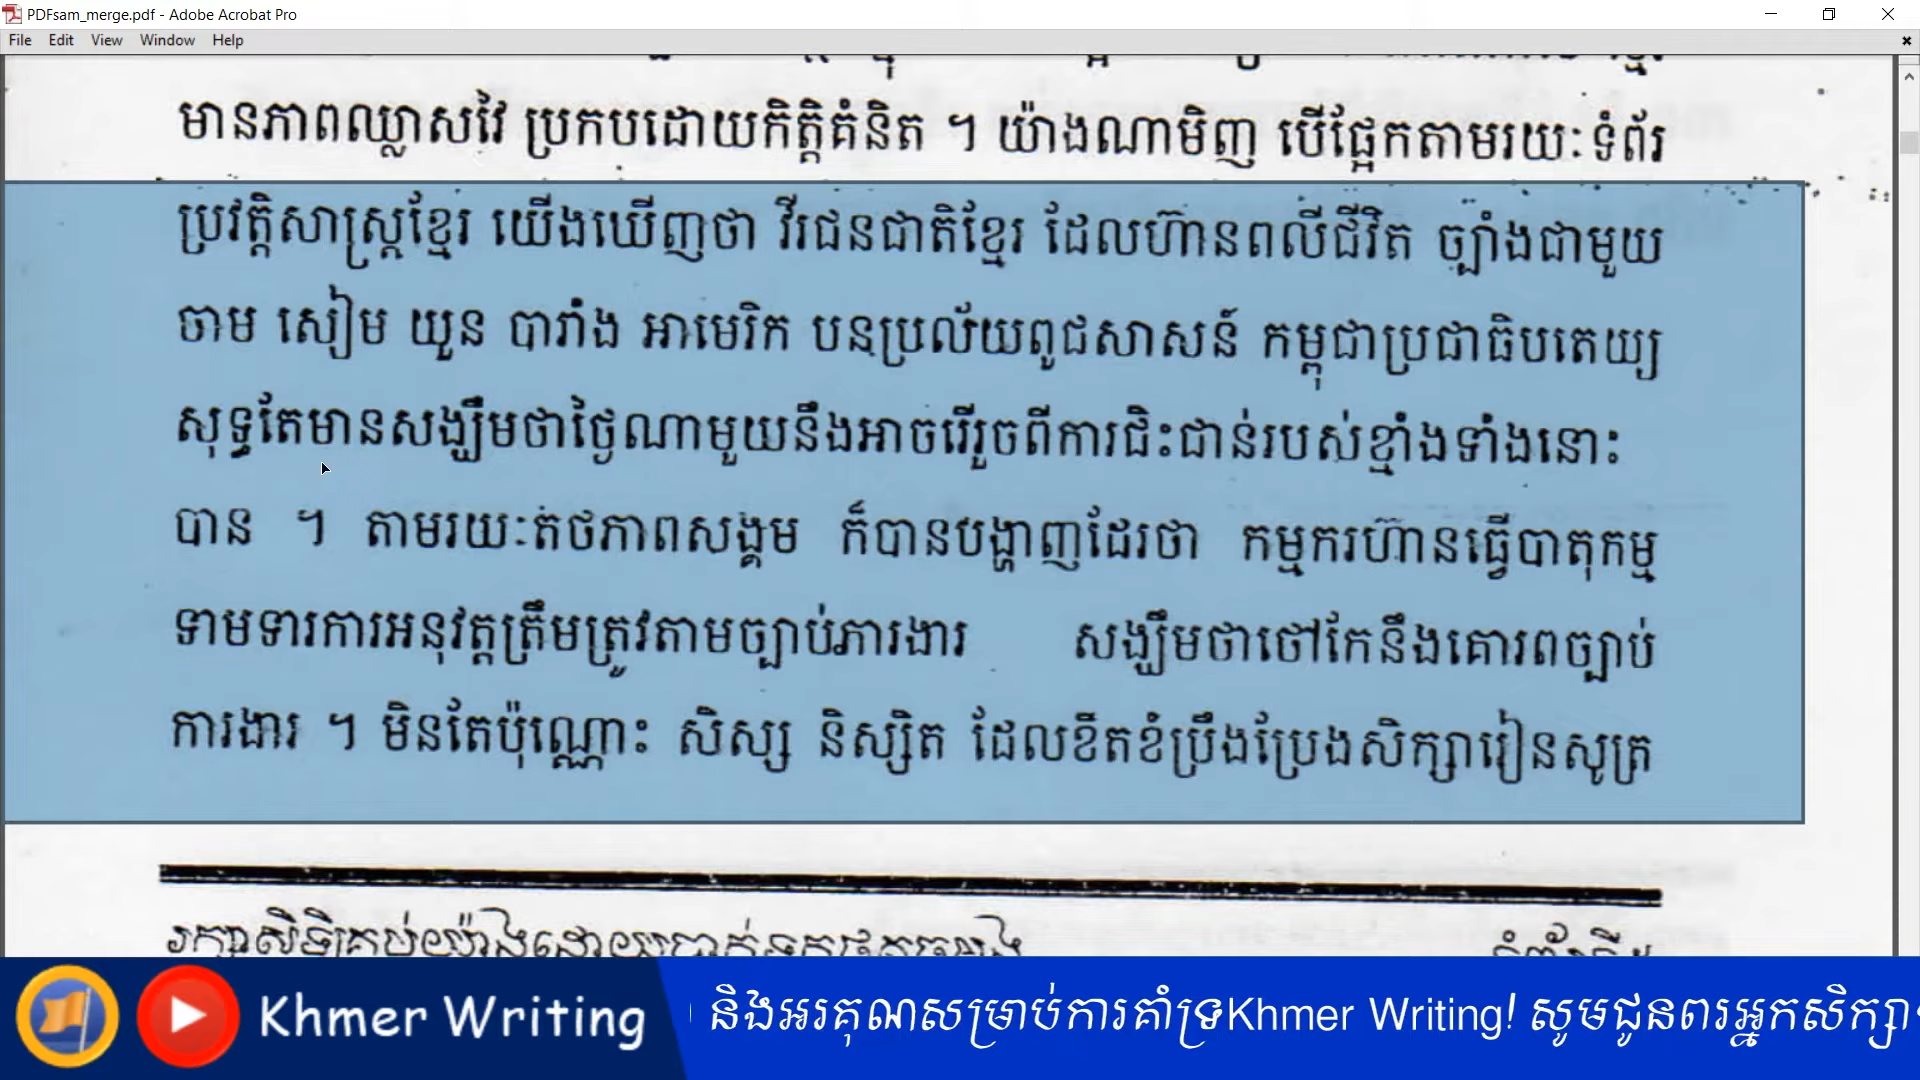 PDFsam_merge.pdf - Adobe Acrobat Pro
File Edit View Window Help
មានភាពឈ្លាសវៃ ប្រកបដោយកិត្តិគំនិត ។ យ៉ាងណាមិញ បើផ្អែកតាមរយៈទំព័រ
ប្រវត្តិសាស្ត្រខ្មែរ យើងឃើញថា វីរជនជាតិខ្មែរ ដែលហ៊ានពលីជីវិត ច្បាំងជាមួយ
ចាម សៀម យួន បារាំង អាមេរិក បនប្រល័យពូជសាសន៍ កម្ពុជាប្រជាធិបតេយ្យ
សុទ្ធតែមានសង្ឃឹមថាថ្ងៃណាមួយនឹងអាចរើរួចពីការជិះជាន់របស់ខ្មាំងទាំងនោះ
បាន ។ តាមរយៈតថភាពសង្គម ក៏បានបង្ហាញដែរថា កម្មករហ៊ានធ្វើបាតុកម្ម
ទាមទារការអនុវត្តត្រឹមត្រូវតាមច្បាប់ភារងារ សង្ឃឹមថាថៅកែនឹងគោរពច្បាប់
ការងារ ។ មិនតែប៉ុណ្ណោះ សិស្ស និស្សិត ដែលខិតខំប្រឹងប្រែងសិក្សារៀនសូត្រ
Khmer Writing
និងអរគុណសម្រាប់ការគាំទ្រKhmer Writing! សូមជូនពរអ្នកសិក្សា